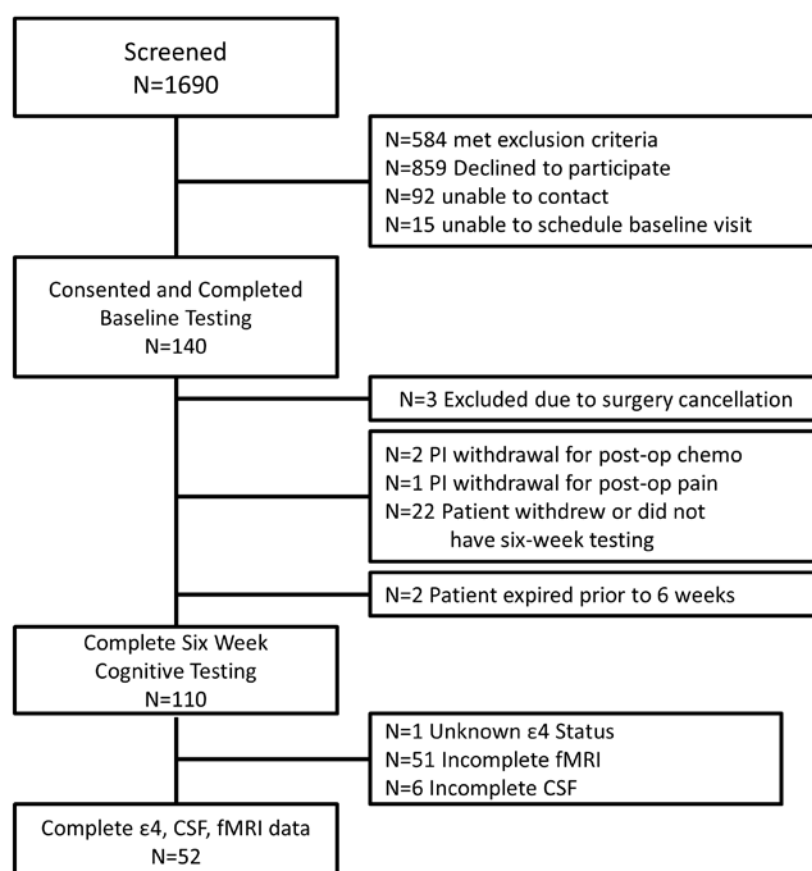 Screened
N=1690
N=584 met exclusion criteria
N=859 Declined to participate
N=92 unable to contact
N=15 unable to schedule baseline visit
Consented and Completed
Baseline Testing
N=140
N=3 Excluded due to surgery cancellation
N=2 PI withdrawal for post-op chemo
N=1 PI withdrawal for post-op pain
N=22 Patient withdrew or did not
have six-week testing
N=2 Patient expired prior to 6 weeks
Complete Six Week
Cognitive Testing
N=110
N=1 Unknown ε4 Status
N=51 Incomplete fMRI
N=6 Incomplete CSF
Complete ε4, CSF, fMRI data
N=52